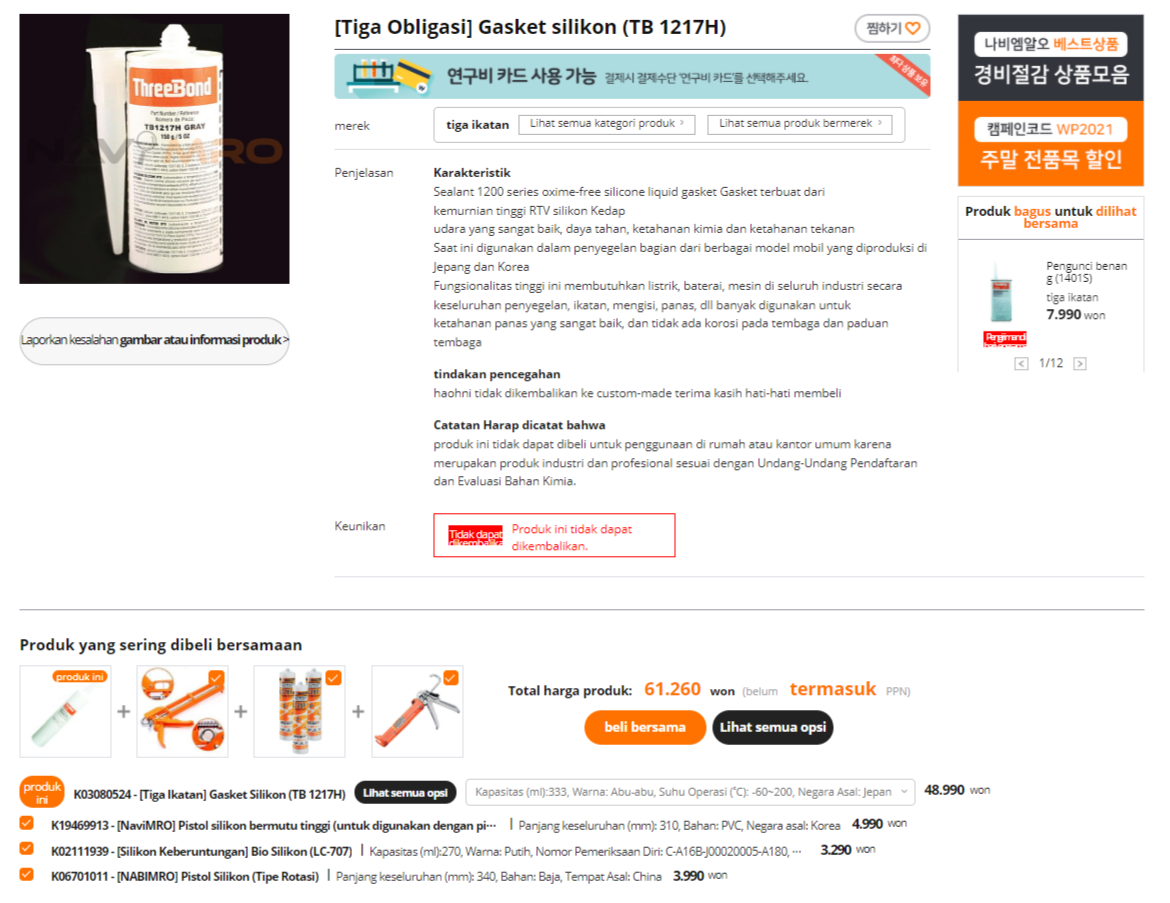 [Tiga Obligasi] Gasket silikon (TB 1217H)
찜하기
연구비 카드 사용 가능 결제시 결제수단 '연구비 카드'를 선택해주세요.
최다 상품 보유
ThreeBond
Part Number / Reference
TB1217H GRAY
150 g / 5 OZ
merek
tiga ikatan
Lihat semua kategori produk >
Lihat semua produk bermerek >
Penjelasan
Karakteristik
Sealant 1200 series oxime-free silicone liquid gasket Gasket terbuat dari
kemurnian tinggi RTV silikon Kedap
udara yang sangat baik, daya tahan, ketahanan kimia dan ketahanan tekanan
Saat ini digunakan dalam penyegelan bagian dari berbagai model mobil yang diproduksi di
Jepang dan Korea
Fungsionalitas tinggi ini membutuhkan listrik, baterai, mesin di seluruh industri secara
keseluruhan penyegelan, ikatan, mengisi, panas, dll banyak digunakan untuk
ketahanan panas yang sangat baik, dan tidak ada korosi pada tembaga dan paduan
tembaga
tindakan pencegahan
haohni tidak dikembalikan ke custom-made terima kasih hati-hati membeli
Catatan Harap dicatat bahwa
produk ini tidak dapat dibeli untuk penggunaan di rumah atau kantor umum karena
merupakan produk industri dan profesional sesuai dengan Undang-Undang Pendaftaran
dan Evaluasi Bahan Kimia.
Laporkan kesalahan gambar atau informasi produk >
Keunikan
Tidak dapat
dikembalika
Produk ini tidak dapat
dikembalikan.
나비엠알오 베스트상품
경비절감 상품모음
캠페인코드 WP2021
주말 전품목 할인
Produk bagus untuk dilihat
bersama
Pengunci benan
g (1401S)
tiga ikatan
7.990 won
< 1/12 >
Produk yang sering dibeli bersamaan
produk ini
+ + +
Total harga produk: 61.260 won (belum termasuk PPN)
beli bersama
Lihat semua opsi
produk
ini
K03080524 - [Tiga Ikatan] Gasket Silikon (TB 1217H) Lihat semua opsi Kapasitas (ml):333, Warna: Abu-abu, Suhu Operasi (℃): -60~200, Negara Asal: Jepan 48.990 won
K19469913 - [NaviMRO] Pistol silikon bermutu tinggi (untuk digunakan dengan pi··· | Panjang keseluruhan (mm): 310, Bahan: PVC, Negara asal: Korea 4.990 won
K02111939 - [Silikon Keberuntungan] Bio Silikon (LC-707) | Kapasitas (ml):270, Warna: Putih, Nomor Pemeriksaan Diri: C-A16B-J00020005-A180, ··· 3.290 won
K06701011 - [NABIMRO] Pistol Silikon (Tipe Rotasi) | Panjang keseluruhan (mm): 340, Bahan: Baja, Tempat Asal: China 3.990 won